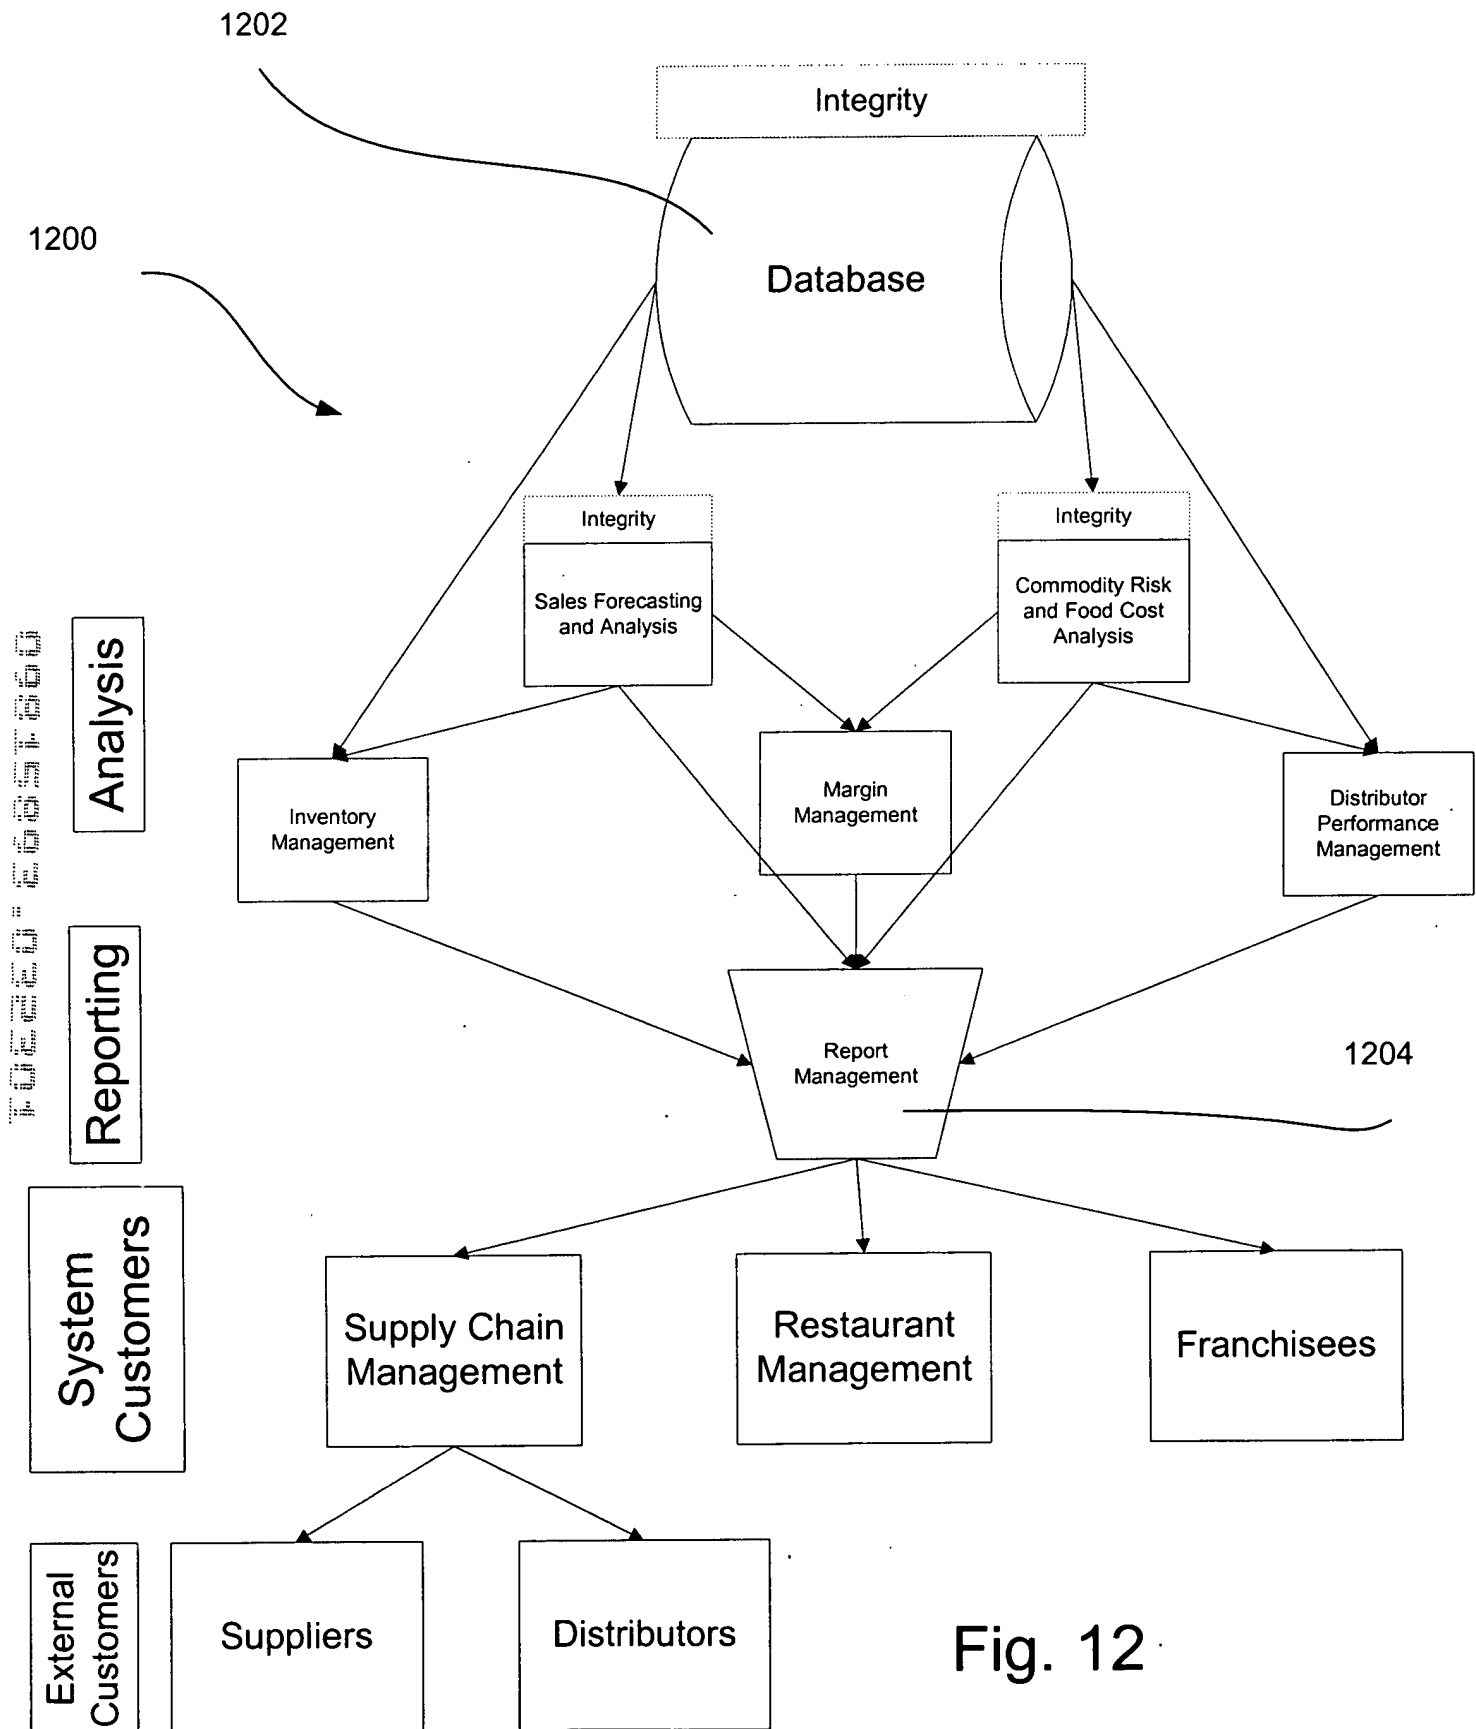 1202
Integrity
1200
Database
Integrity
Integrity
Sales Forecasting
and Analysis
Commodity Risk
and Food Cost
Analysis
Analysis
Inventory
Management
Margin
Management
Distributor
Performance
Management
Reporting
Report
Management
1204
System
Customers
Supply Chain
Management
Restaurant
Management
Franchisees
External
Customers
Suppliers
Distributors
Fig. 12